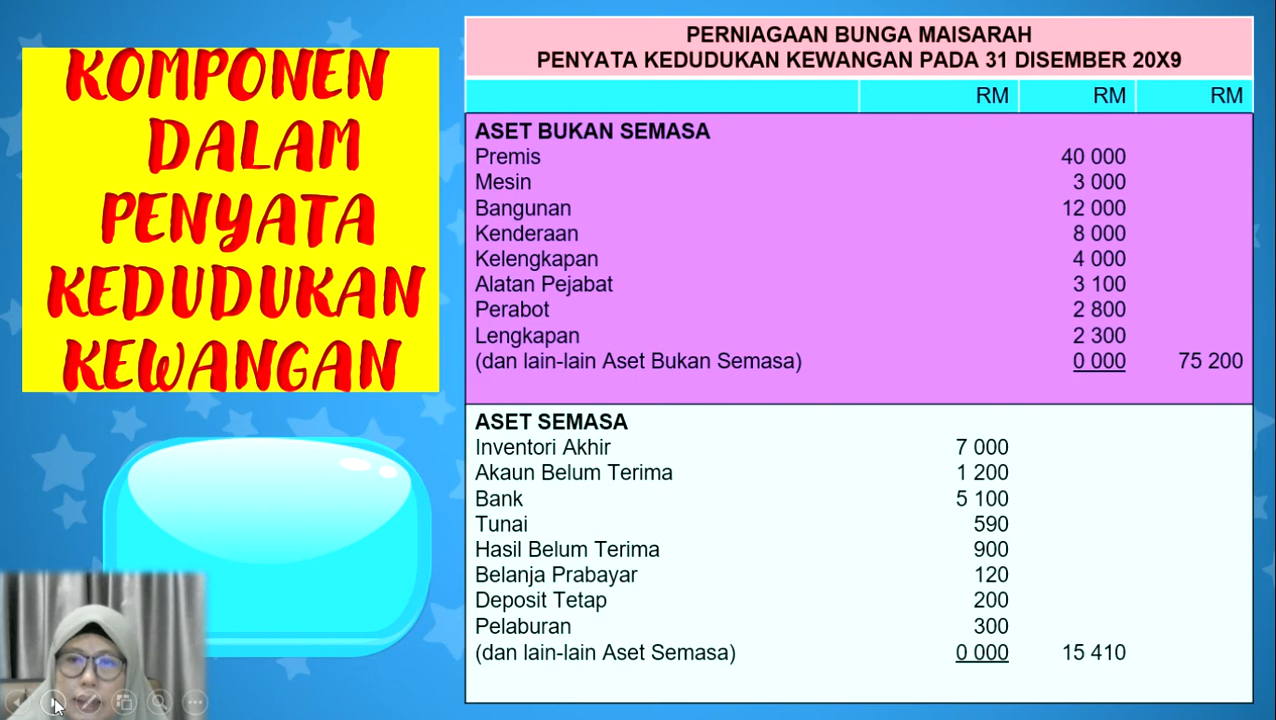 KOMPONEN
DALAM
PENYATA
KEDUDUKAN
KEWANGAN
PERNIAGAAN BUNGA MAISARAH
PENYATA KEDUDUKAN KEWANGAN PADA 31 DISEMBER 20X9
RM RM RM
ASET BUKAN SEMASA
Premis 40 000
Mesin 3 000
Bangunan 12 000
Kenderaan 8 000
Kelengkapan 4 000
Alatan Pejabat 3 100
Perabot 2 800
Lengkapan 2 300
(dan lain-lain Aset Bukan Semasa) 0 000 75 200
ASET SEMASA
Inventori Akhir 7 000
Akaun Belum Terima 1 200
Bank 5 100
Tunai 590
Hasil Belum Terima 900
Belanja Prabayar 120
Deposit Tetap 200
Pelaburan 300
(dan lain-lain Aset Semasa) 0 000 15 410